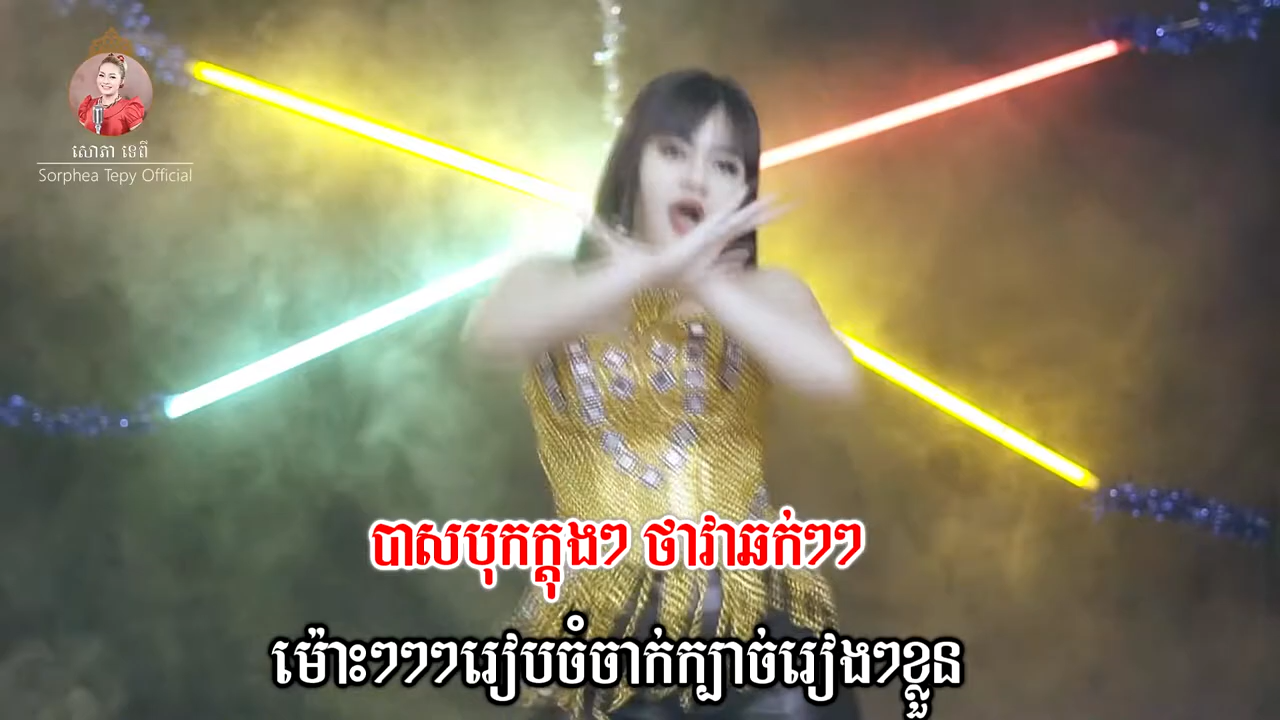 សោភា ទេពី
Sorphea Tepy Official
បាសបុកក្ដុងៗ ថាវាឆក់ៗៗ
ម៉ោះៗៗៗរៀបចំចាក់ក្បាច់រៀងៗខ្លួន